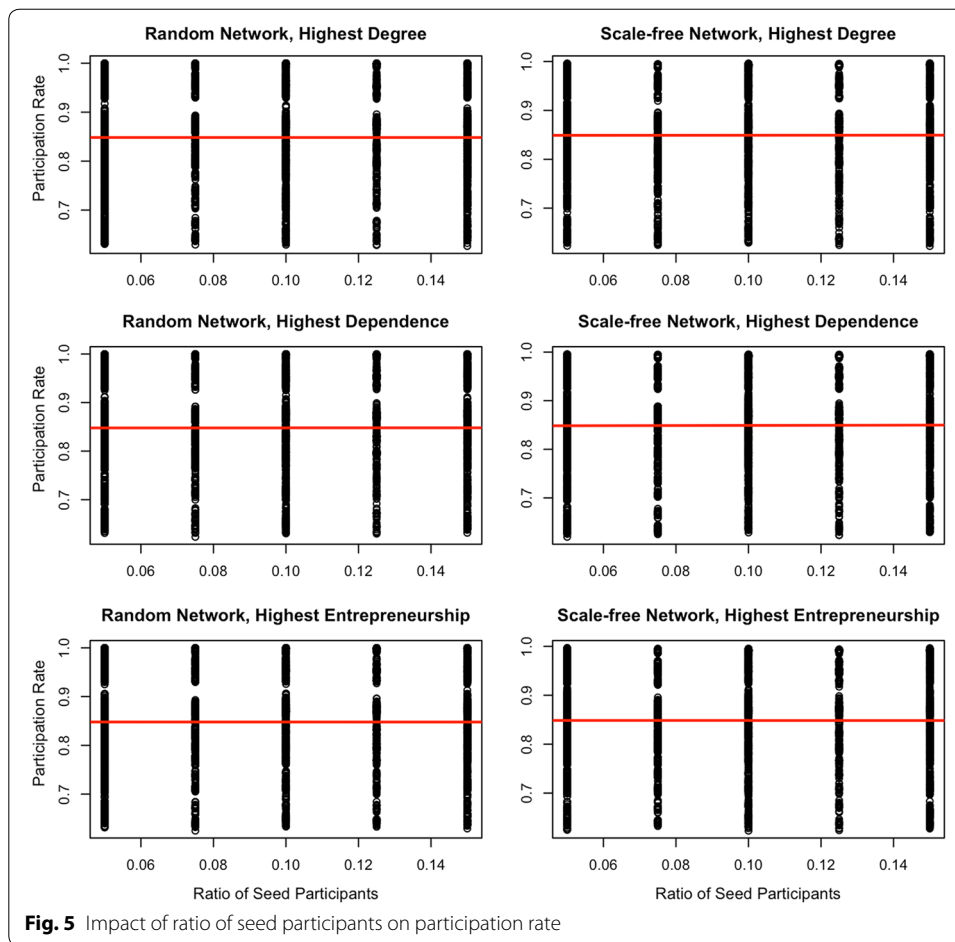 Random Network, Highest Degree
Scale-free Network, Highest Degree
Participation Rate
1.0
0.9
0.8
0.7
0.06 0.08 0.10 0.12 0.14
1.0
0.9
0.8
0.7
0.06 0.08 0.10 0.12 0.14
Random Network, Highest Dependence
Scale-free Network, Highest Dependence
Participation Rate
1.0
0.9
0.8
0.7
0.06 0.08 0.10 0.12 0.14
1.0
0.9
0.8
0.7
0.06 0.08 0.10 0.12 0.14
Random Network, Highest Entrepreneurship
Scale-free Network, Highest Entrepreneurship
Participation Rate
1.0
0.9
0.8
0.7
0.06 0.08 0.10 0.12 0.14
Ratio of Seed Participants
1.0
0.9
0.8
0.7
0.06 0.08 0.10 0.12 0.14
Ratio of Seed Participants
Fig. 5 Impact of ratio of seed participants on participation rate